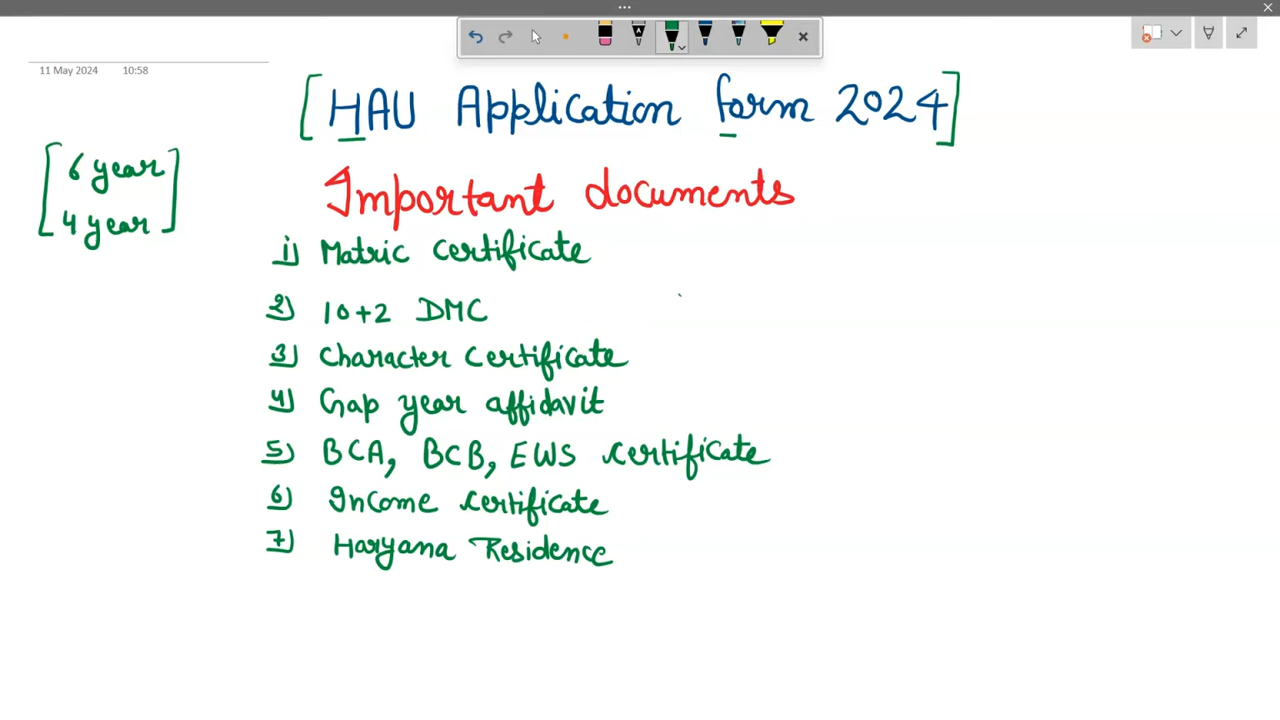 11 May 2024 10:58
[HAU Application form 2024]
6 year
4 year
Important documents
1) Matric certificate
2) 10+2 DMC
3) Character certificate
4) Gap year affidavit
5) BCA, BCB, EWS certificate
6) Income certificate
7) Haryana Residence